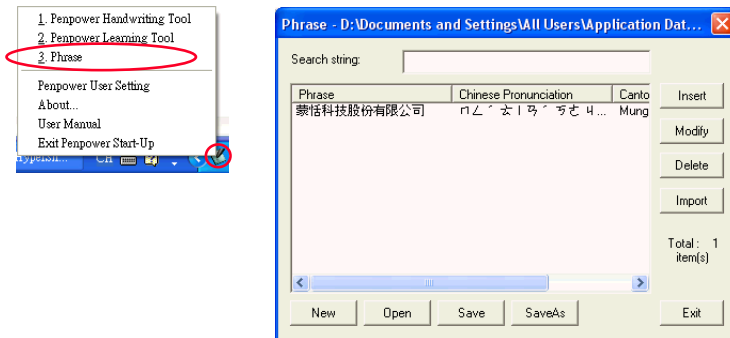 1. Penpower Handwriting Tool
2. Penpower Learning Tool
3. Phrase
Penpower User Setting
About...
User Manual
Exit Penpower Start-Up
CH
Phrase - D:\Documents and Settings\All Users\Application Dat...
Search string:
Phrase Chinese Pronunciation Canto
蒙恬科技股份有限公司 ㄇㄥˊ ㄊㄧㄢˊ ㄎㄜ ㄐ... Mung
Insert
Modify
Delete
Import
Total : 1
item(s)
New Open Save SaveAs Exit